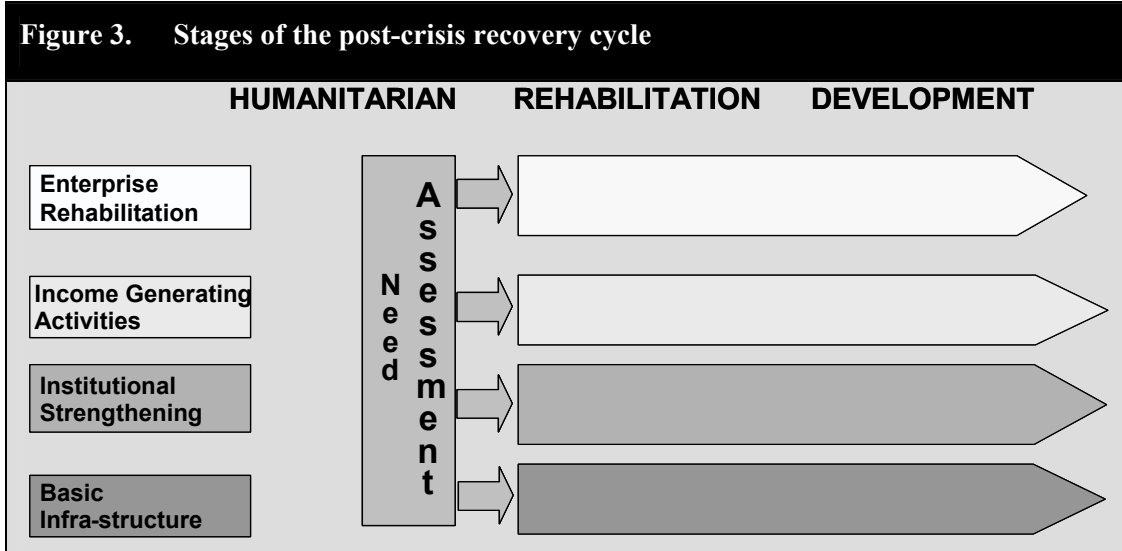 Figure 3. Stages of the post-crisis recovery cycle
HUMANITARIAN REHABILITATION DEVELOPMENT
Enterprise
Rehabilitation
Income Generating
Activities
Institutional
Strengthening
Basic
Infra-structure
Need
Assessment